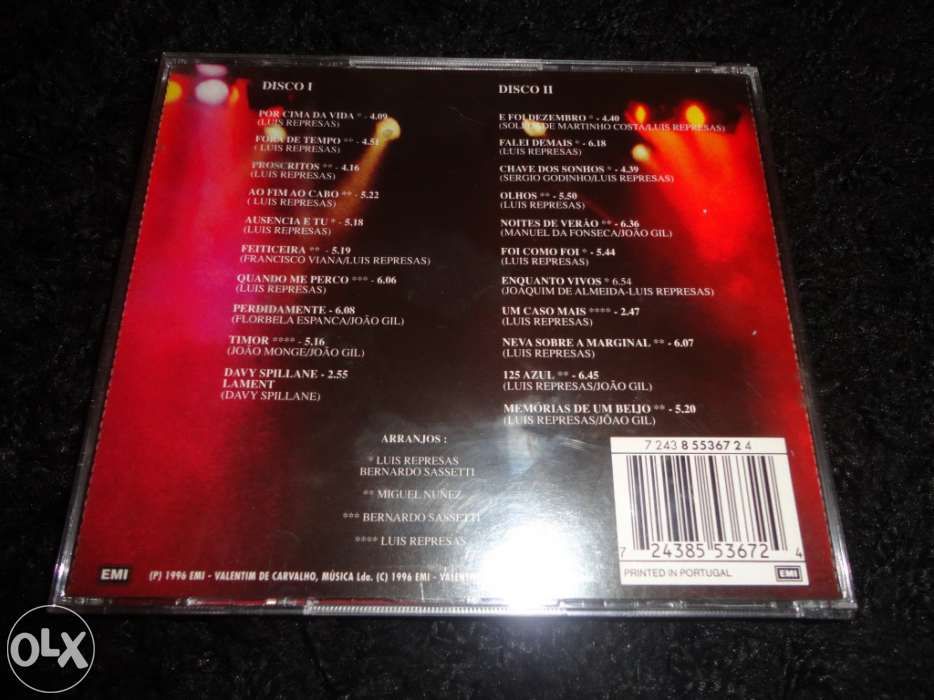 DISCO I
POR CIMA DA VIDA * - 4.09
(LUIS REPRESAS)
FORA DE TEMPO ** - 4.51
( LUIS REPRESAS)
PROSCRITOS ** - 4.16
(LUIS REPRESAS)
AO FIM AO CABO ** - 5.22
( LUIS REPRESAS)
AUSENCIA E TU * - 5.18
(LUIS REPRESAS)
FEITICEIRA ** - 5.19
(FRANCISCO VIANA/LUIS REPRESAS)
QUANDO ME PERCO *** - 6.06
(LUIS REPRESAS)
PERDIDAMENTE - 6.08
(FLORBELA ESPANCA/JOÃO GIL)
TIMOR **** - 5.16
(JOÃO MONGE/JOÃO GIL)
DAVY SPILLANE - 2.55
LAMENT
(DAVY SPILLANE)
DISCO II
E FOI DEZEMBRO * - 4.40
DE MARTINHO COSTA/LUIS REPRESAS)
FALEI DEMAIS * - 6.18
(LUIS REPRESAS)
CHAVE DOS SONHOS * - 4.39
(SERGIO GODINHO/LUIS REPRESAS)
OLHOS ** - 5.50
(LUIS REPRESAS)
NOITES DE VERÃO ** - 6.36
(MANUEL DA FONSECA/JOÃO GIL)
FOI COMO FOI * - 5.44
(LUIS REPRESAS)
ENQUANTO VIVOS * 6.54
(JOAQUIM DE ALMEIDA-LUIS REPRESAS)
UM CASO MAIS **** - 2.47
(LUIS REPRESAS)
NEVA SOBRE A MARGINAL ** - 6.07
(LUIS REPRESAS)
125 AZUL ** - 6.45
(LUIS REPRESAS/JOÃO GIL)
MEMÓRIAS DE UM BEIJO ** - 5.20
(LUIS REPRESAS/JOÃO GIL)
ARRANJOS :
* LUIS REPRESAS
BERNARDO SASSETTI
** MIGUEL NUÑEZ
*** BERNARDO SASSETTI
**** LUIS REPRESAS
7 243 8 55367 2 4
7 24385 53672 4
PRINTED IN PORTUGAL EMI
EMI (P) 1996 EMI - VALENTIM DE CARVALHO, MÚSICA Lda. (C) 1996 EMI - VALENTIM
OLX